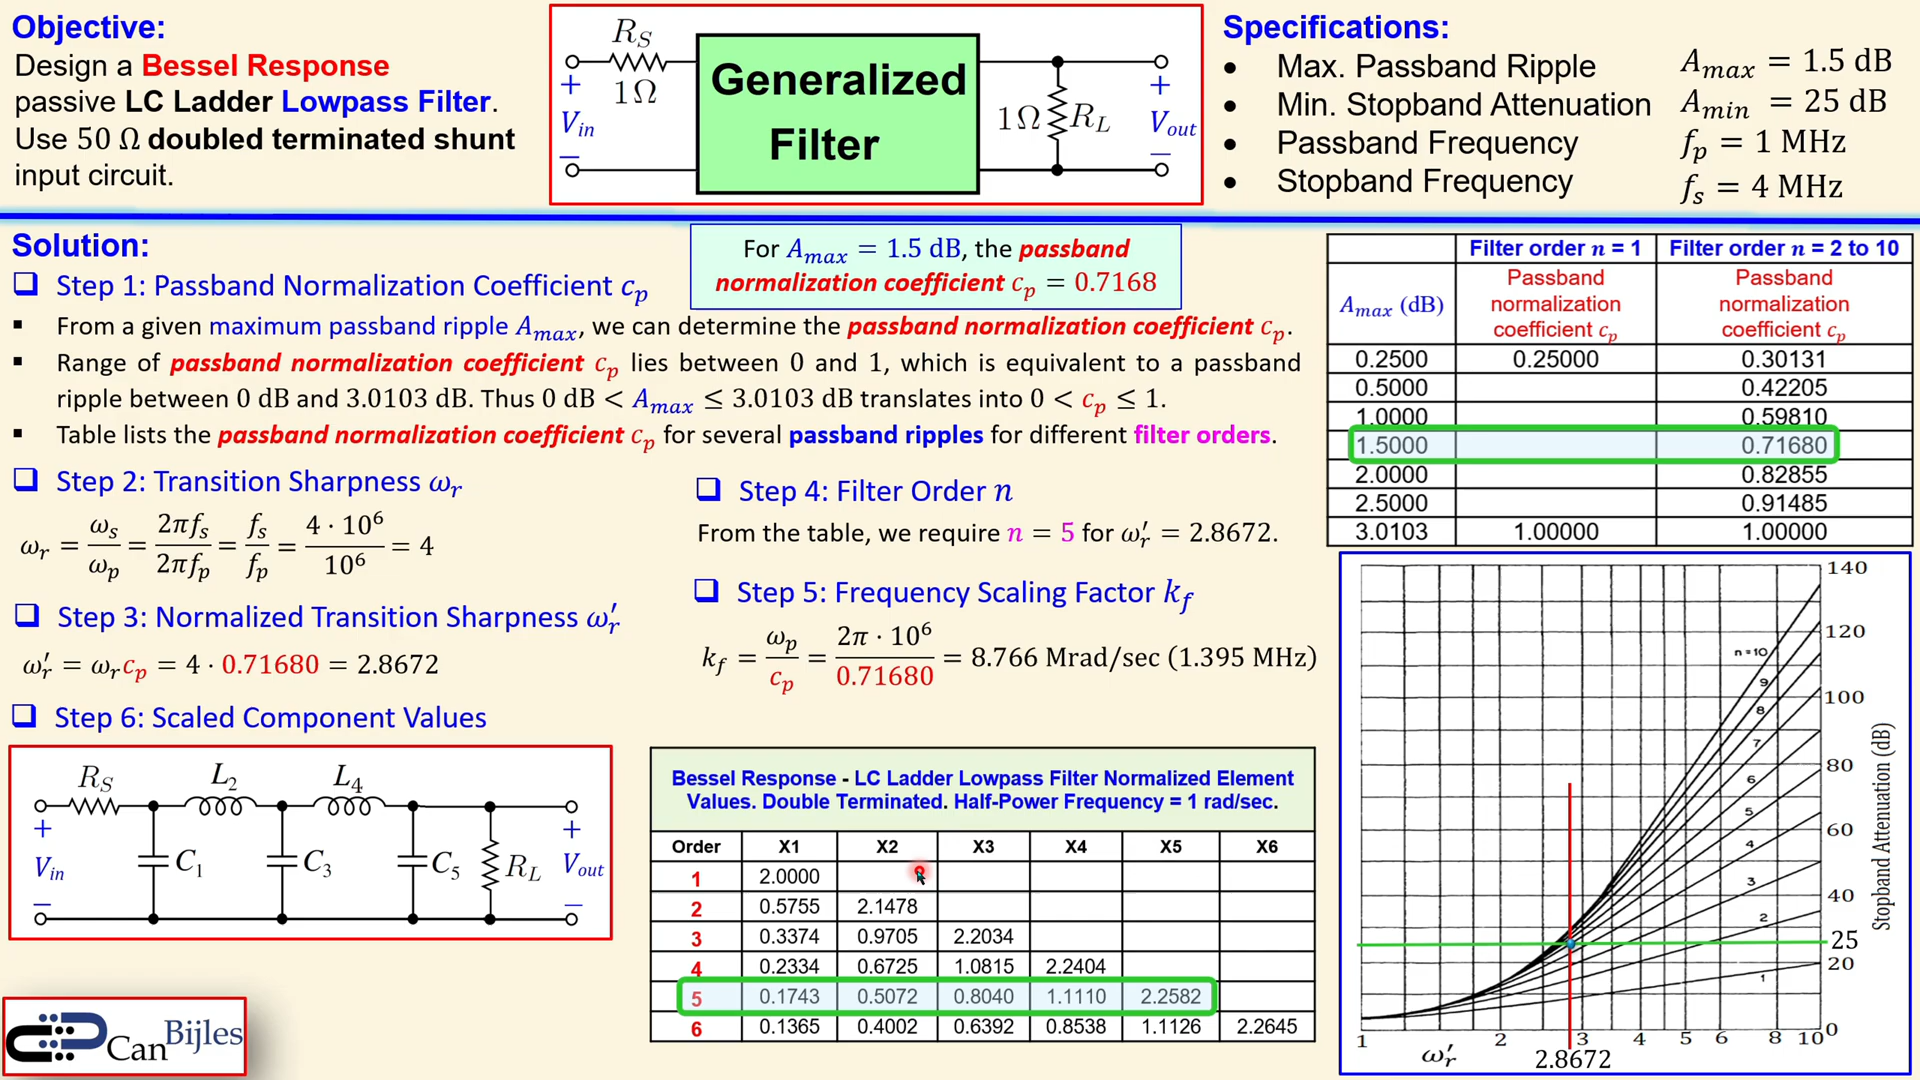 Objective:
Design a Bessel Response
passive LC Ladder Lowpass Filter.
Use 50 Ω doubled terminated shunt
input circuit.
R_S
1Ω
+
V_in
−
Generalized
Filter
1Ω R_L
+
V_out
−
Specifications:
• Max. Passband Ripple A_max = 1.5 dB
• Min. Stopband Attenuation A_min = 25 dB
• Passband Frequency f_p = 1 MHz
• Stopband Frequency f_s = 4 MHz
Solution:
For A_max = 1.5 dB, the passband
normalization coefficient c_p = 0.7168
❑ Step 1: Passband Normalization Coefficient c_p
▪ From a given maximum passband ripple A_max, we can determine the passband normalization coefficient c_p.
▪ Range of passband normalization coefficient c_p lies between 0 and 1, which is equivalent to a passband
ripple between 0 dB and 3.0103 dB. Thus 0 dB < A_max ≤ 3.0103 dB translates into 0 < c_p ≤ 1.
▪ Table lists the passband normalization coefficient c_p for several passband ripples for different filter orders.
❑ Step 2: Transition Sharpness ω_r
ω_r = ω_s/ω_p = 2πf_s/2πf_p = f_s/f_p = 4 · 10⁶/10⁶ = 4
❑ Step 3: Normalized Transition Sharpness ω′_r
ω′_r = ω_r c_p = 4 · 0.71680 = 2.8672
❑ Step 4: Filter Order n
From the table, we require n = 5 for ω′_r = 2.8672.
❑ Step 5: Frequency Scaling Factor k_f
k_f = ω_p/c_p = 2π · 10⁶/0.71680 = 8.766 Mrad/sec (1.395 MHz)
❑ Step 6: Scaled Component Values
R_S L_2 L_4
+ +
V_in C_1 C_3 C_5 R_L V_out
− −
Bessel Response - LC Ladder Lowpass Filter Normalized Element
Values. Double Terminated. Half-Power Frequency = 1 rad/sec.
Order X1 X2 X3 X4 X5 X6
1 2.0000
2 0.5755 2.1478
3 0.3374 0.9705 2.2034
4 0.2334 0.6725 1.0815 2.2404
5 0.1743 0.5072 0.8040 1.1110 2.2582
6 0.1365 0.4002 0.6392 0.8538 1.1126 2.2645
Filter order n = 1 Filter order n = 2 to 10
A_max (dB) Passband normalization coefficient c_p Passband normalization coefficient c_p
0.2500 0.25000 0.30131
0.5000 0.42205
1.0000 0.59810
1.5000 0.71680
2.0000 0.82855
2.5000 0.91485
3.0103 1.00000 1.00000
140
120
100
80
60
40
25
20
0
n=10
9
8
7
6
5
4
3
2
1
Stopband Attenuation (dB)
1 2 3 4 5 6 8 10
ω′_r 2.8672
CanBijles